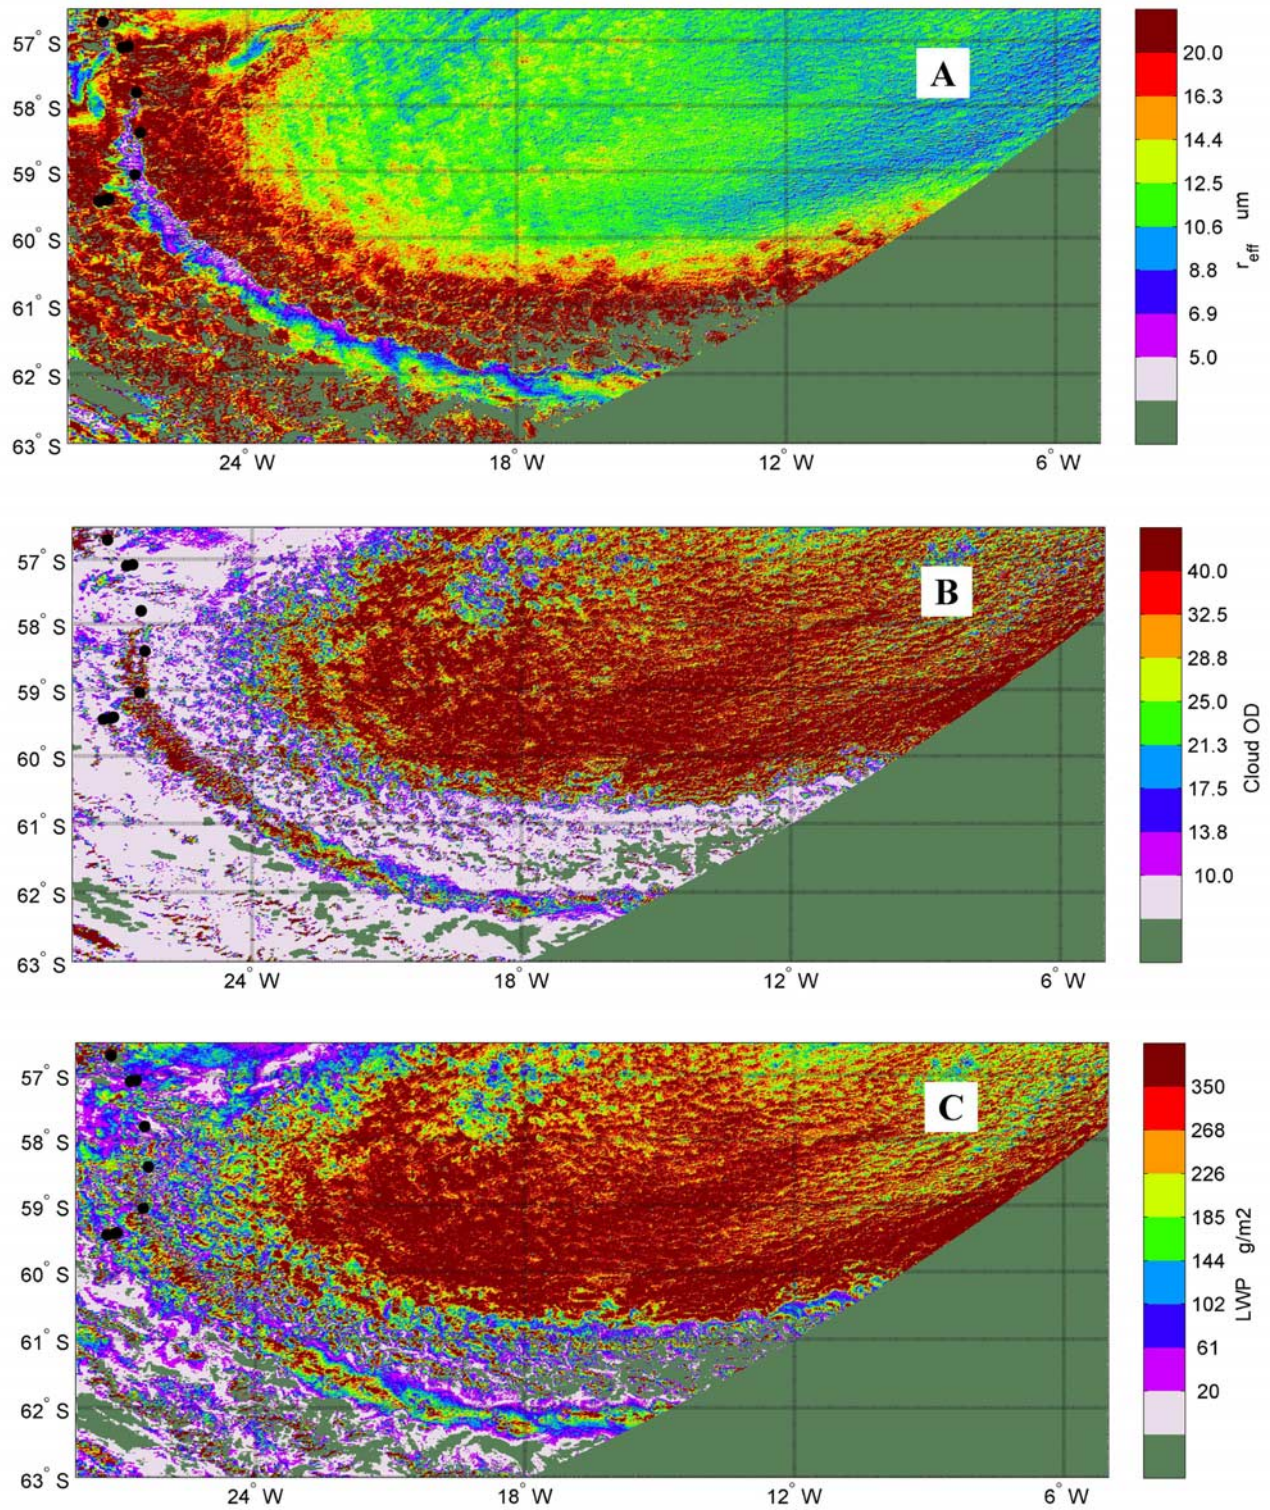 57° S
58° S
59° S
60° S
61° S
62° S
63° S
24° W
18° W
12° W
6° W
A
20.0
16.3
14.4
12.5
10.6
8.8
6.9
5.0
r_eff um
57° S
58° S
59° S
60° S
61° S
62° S
63° S
24° W
18° W
12° W
6° W
B
40.0
32.5
28.8
25.0
21.3
17.5
13.8
10.0
Cloud OD
57° S
58° S
59° S
60° S
61° S
62° S
63° S
24° W
18° W
12° W
6° W
C
350
268
226
185
144
102
61
20
LWP g/m2